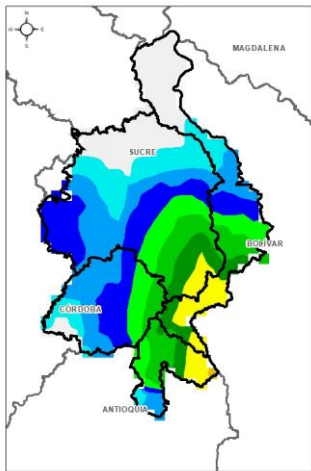 N
W E
S
MAGDALENA
SUCRE
BOLIVAR
CORDOBA
ANTIOQUIA